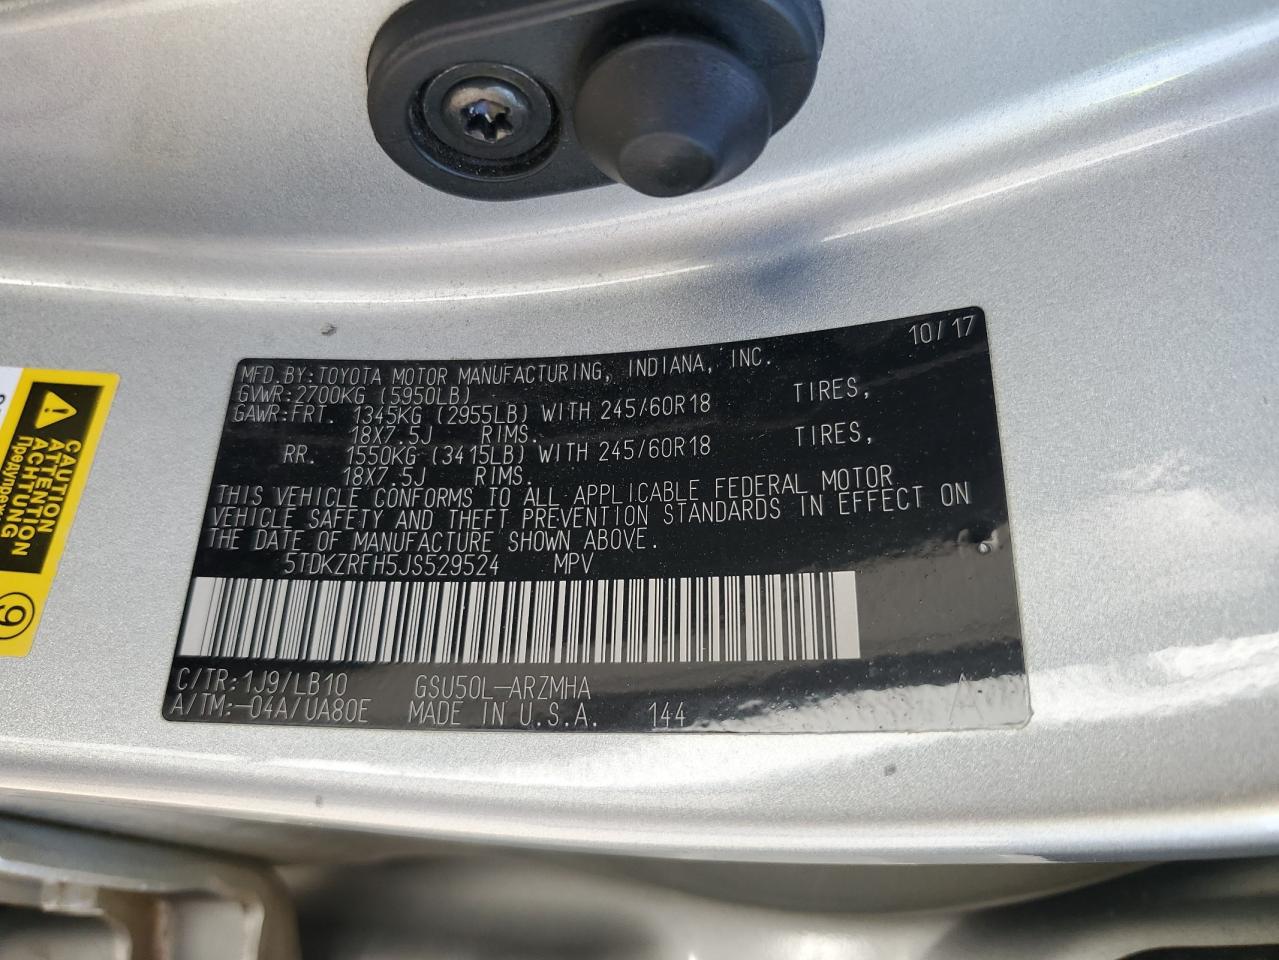 10/17
MFD.BY:TOYOTA MOTOR MANUFACTURING, INDIANA, INC.
GVWR:2700KG (5950LB)
GAWR:FRT. 1345KG (2955LB) WITH 245/60R18 TIRES,
18X7.5J RIMS.
RR. 1550KG (3415LB) WITH 245/60R18 TIRES,
18X7.5J RIMS.
THIS VEHICLE CONFORMS TO ALL APPLICABLE FEDERAL MOTOR
VEHICLE SAFETY AND THEFT PREVENTION STANDARDS IN EFFECT ON
THE DATE OF MANUFACTURE SHOWN ABOVE.
5TDKZRFH5JS529524 MPV
C/TR:1J9/LB10 GSU50L-ARZMHA
A/TM:-04A/UA80E MADE IN U.S.A. 144
A
CAUTION
ATTENTION
ACHTUNG
9